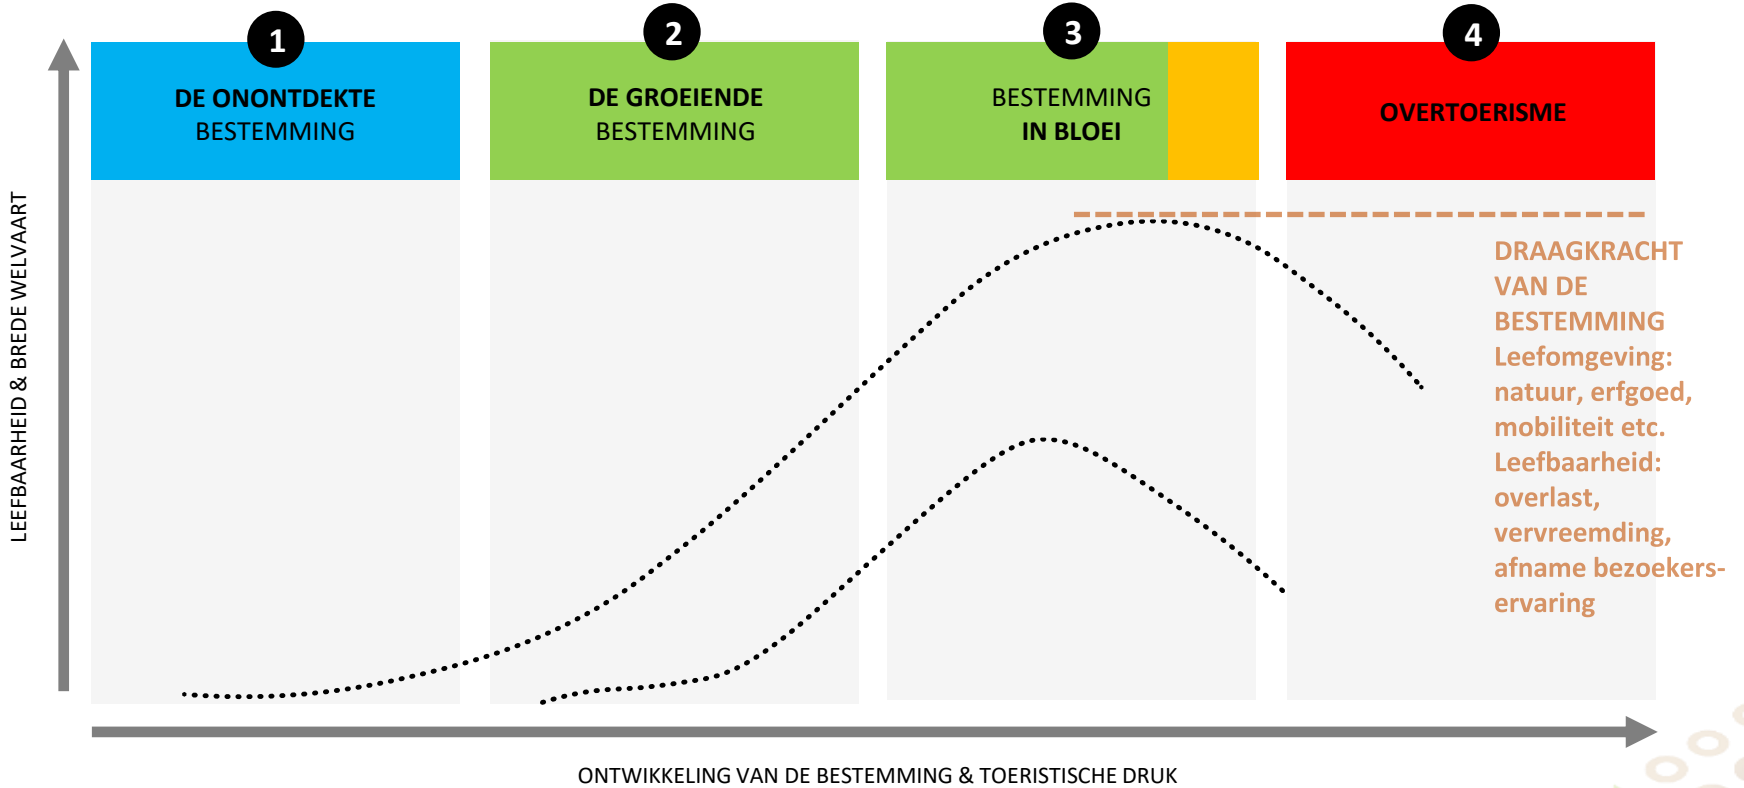 1
DE ONONTDEKTE
BESTEMMING
2
DE GROEIENDE
BESTEMMING
3
BESTEMMING
IN BLOEI
4
OVERTOERISME
LEEFBAARHEID & BREDE WELVAART
DRAAGKRACHT
VAN DE
BESTEMMING
Leefomgeving:
natuur, erfgoed,
mobiliteit etc.
Leefbaarheid:
overlast,
vervreemding,
afname bezoekers-
ervaring
ONTWIKKELING VAN DE BESTEMMING & TOERISTISCHE DRUK